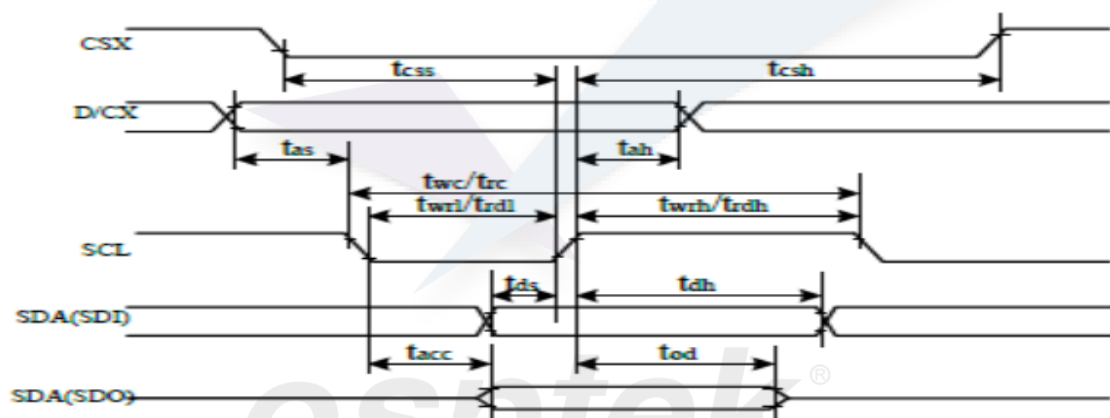 CSX
tcss tcsh
D/CX
tas tah
twc/trc
twrl/trdl twrh/trdh
SCL
tds tdh
SDA(SDI)
tacc tod
SDA(SDO)
osptek®